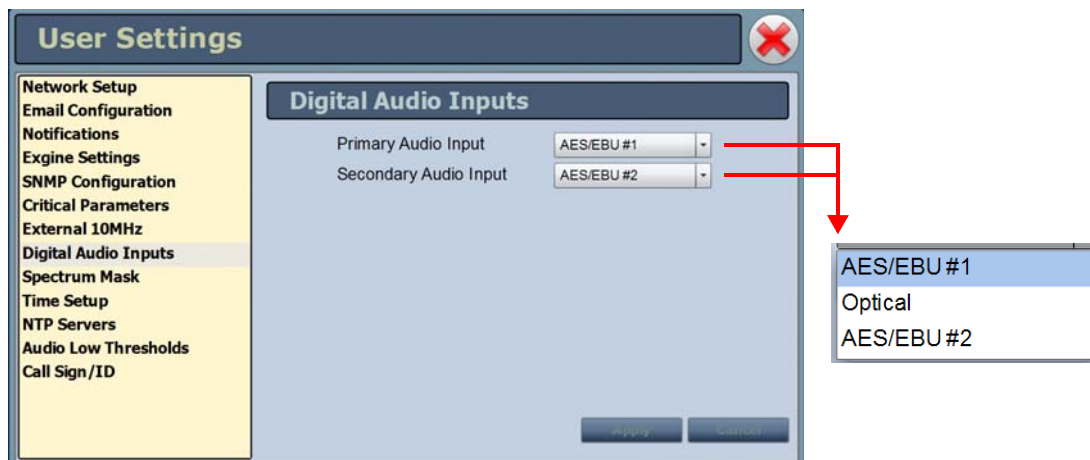 User Settings
Network Setup
Email Configuration
Notifications
Exgine Settings
SNMP Configuration
Critical Parameters
External 10MHz
Digital Audio Inputs
Spectrum Mask
Time Setup
NTP Servers
Audio Low Thresholds
Call Sign/ID
Digital Audio Inputs
Primary Audio Input AES/EBU #1
Secondary Audio Input AES/EBU #2
Apply Cancel
AES/EBU #1
Optical
AES/EBU #2